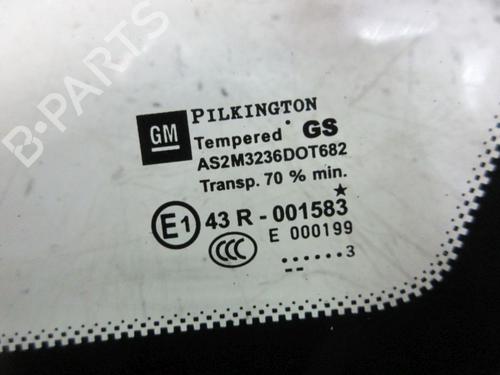 GM
PILKINGTON
Tempered GS
AS2M3236DOT682
Transp. 70 % min.
E1 43 R - 001583
CCC E 000199
...... 3
B-PARTS